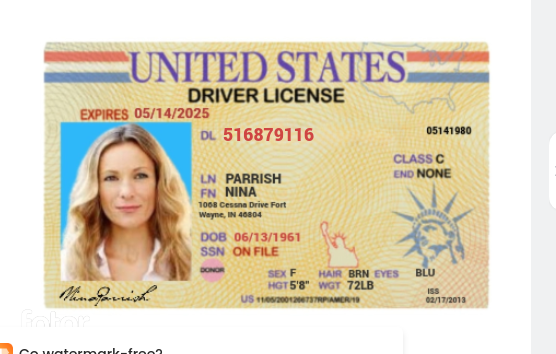 UNITED STATES
DRIVER LICENSE
EXPIRES 05/14/2025
DL 516879116
05141980
CLASS C
END NONE
LN PARRISH
FN NINA
1068 Cessna Drive Fort
Wayne, IN 46804
DOB 06/13/1961
SSN ON FILE
DONOR
SEX F HAIR BRN EYES BLU
HGT 5'8" WGT 72LB
ISS
02/17/2013
US 11/05/2001266737RP/AMER/19
Nina Parrish
fotor
Go watermark-free?